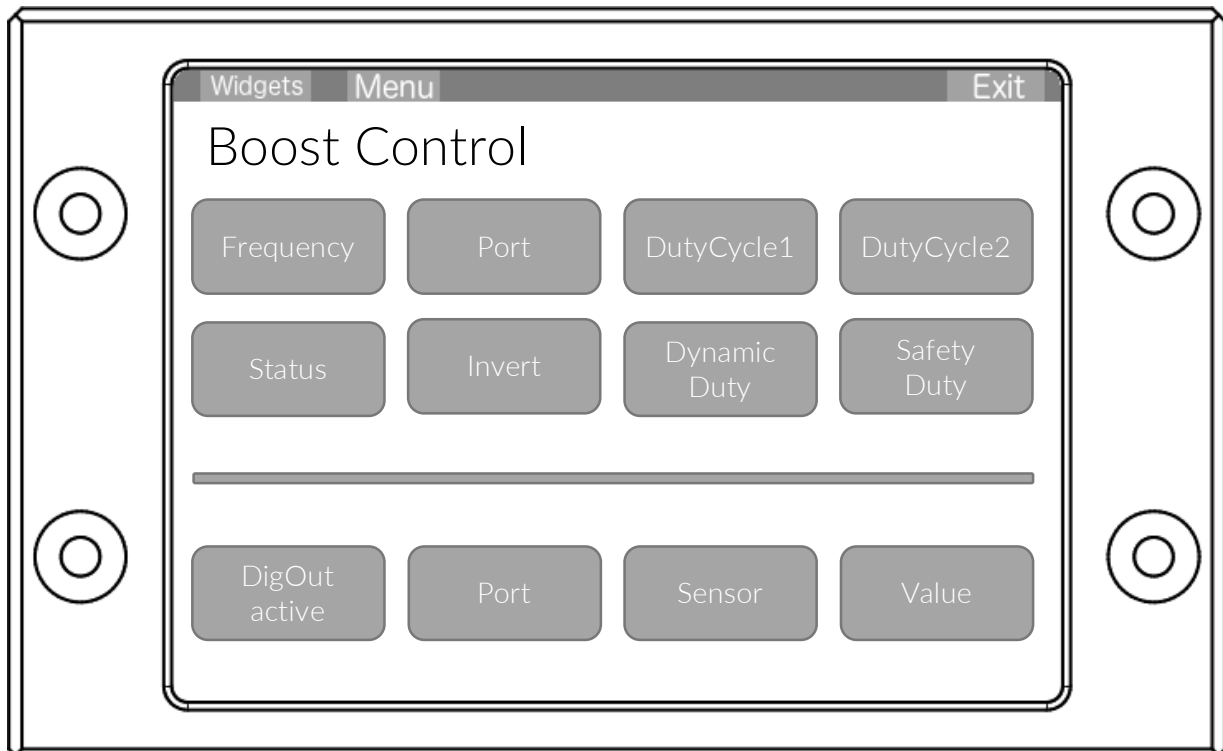 Widgets Menu Exit
Boost Control
Frequency Port DutyCycle1 DutyCycle2
Status Invert Dynamic Duty Safety Duty
DigOut active Port Sensor Value